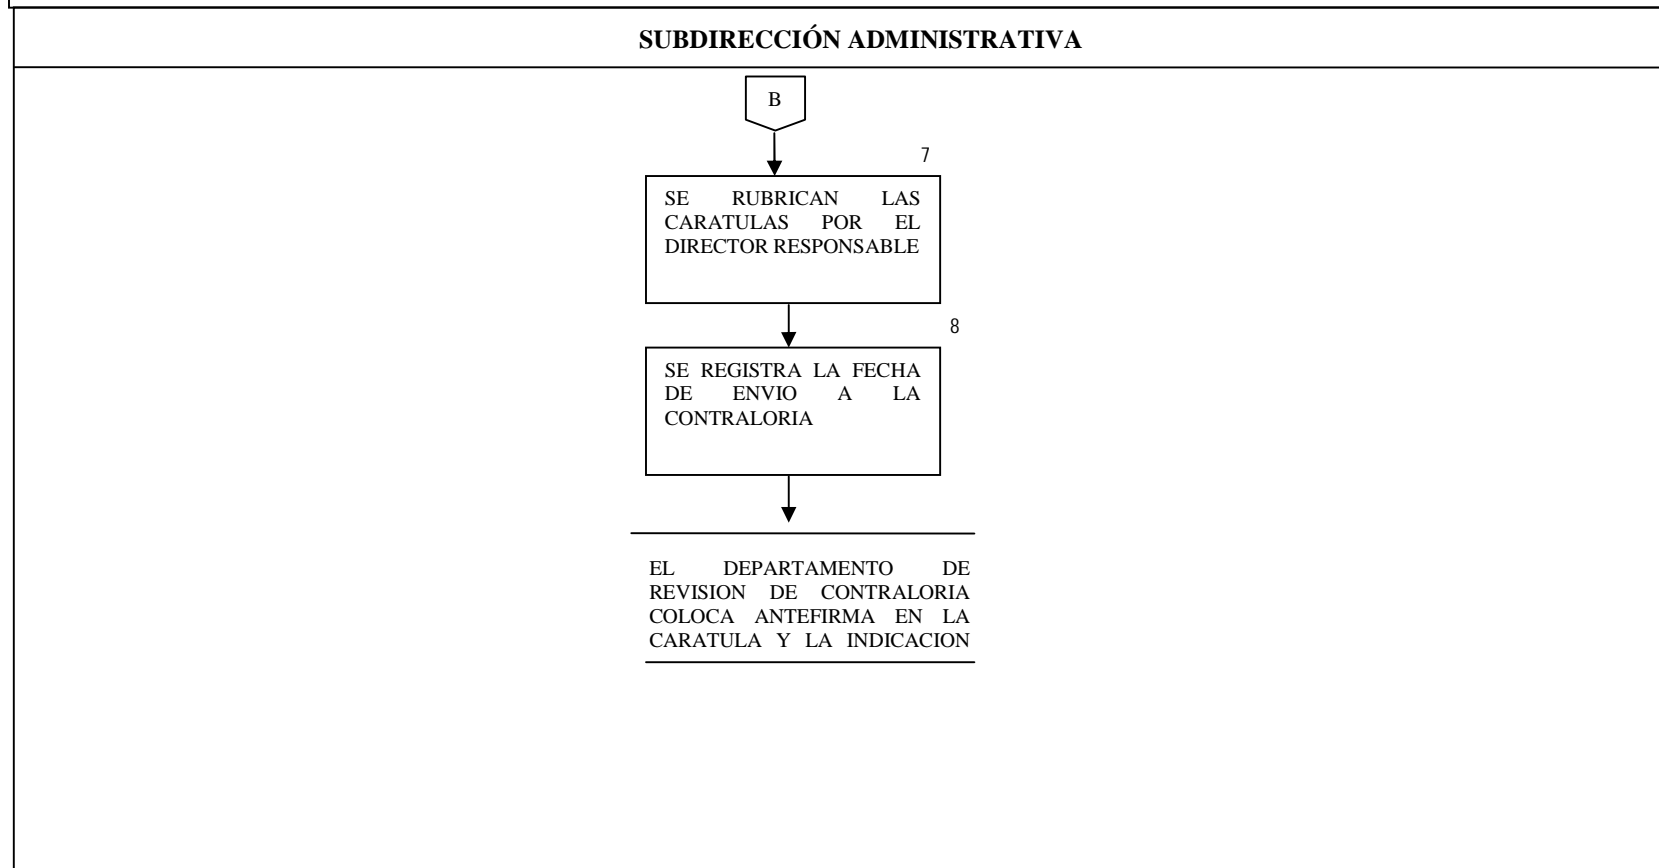 SUBDIRECCIÓN ADMINISTRATIVA
B
7
SE RUBRICAN LAS
CARATULAS POR EL
DIRECTOR RESPONSABLE
8
SE REGISTRA LA FECHA
DE ENVIO A LA
CONTRALORIA
EL DEPARTAMENTO DE
REVISION DE CONTRALORIA
COLOCA ANTEFIRMA EN LA
CARATULA Y LA INDICACION